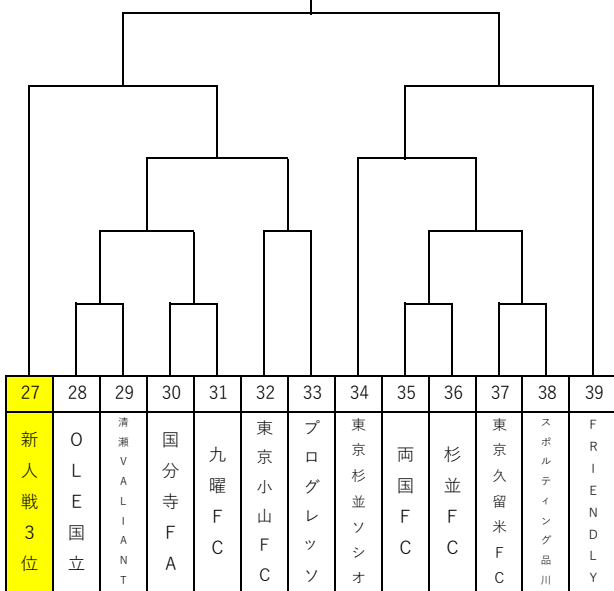 27 28 29 30 31 32 33 34 35 36 37 38 39
新人戦3位
OLE国立
清瀬VALIANT
国分寺FA
九曜FC
東京小山FC
プログレッソ
東京杉並ソシオ
両国FC
杉並FC
東京久留米FC
スポルティング品川
FRIENDLY